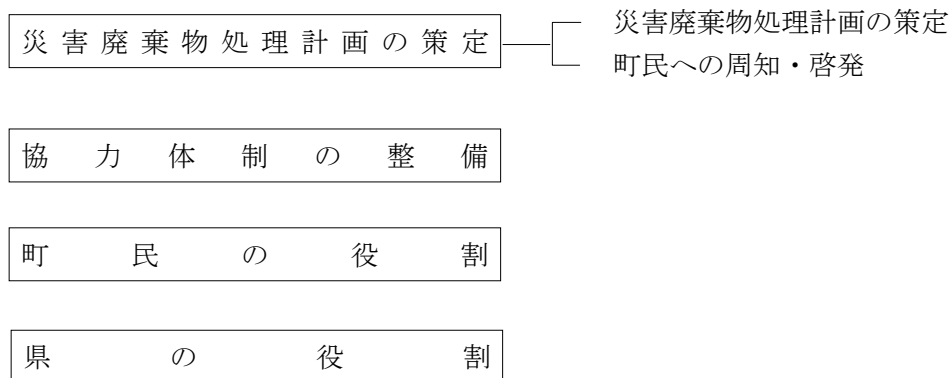 災害廃棄物処理計画の策定
災害廃棄物処理計画の策定
町民への周知・啓発
協力体制の整備
町民の役割
県の役割